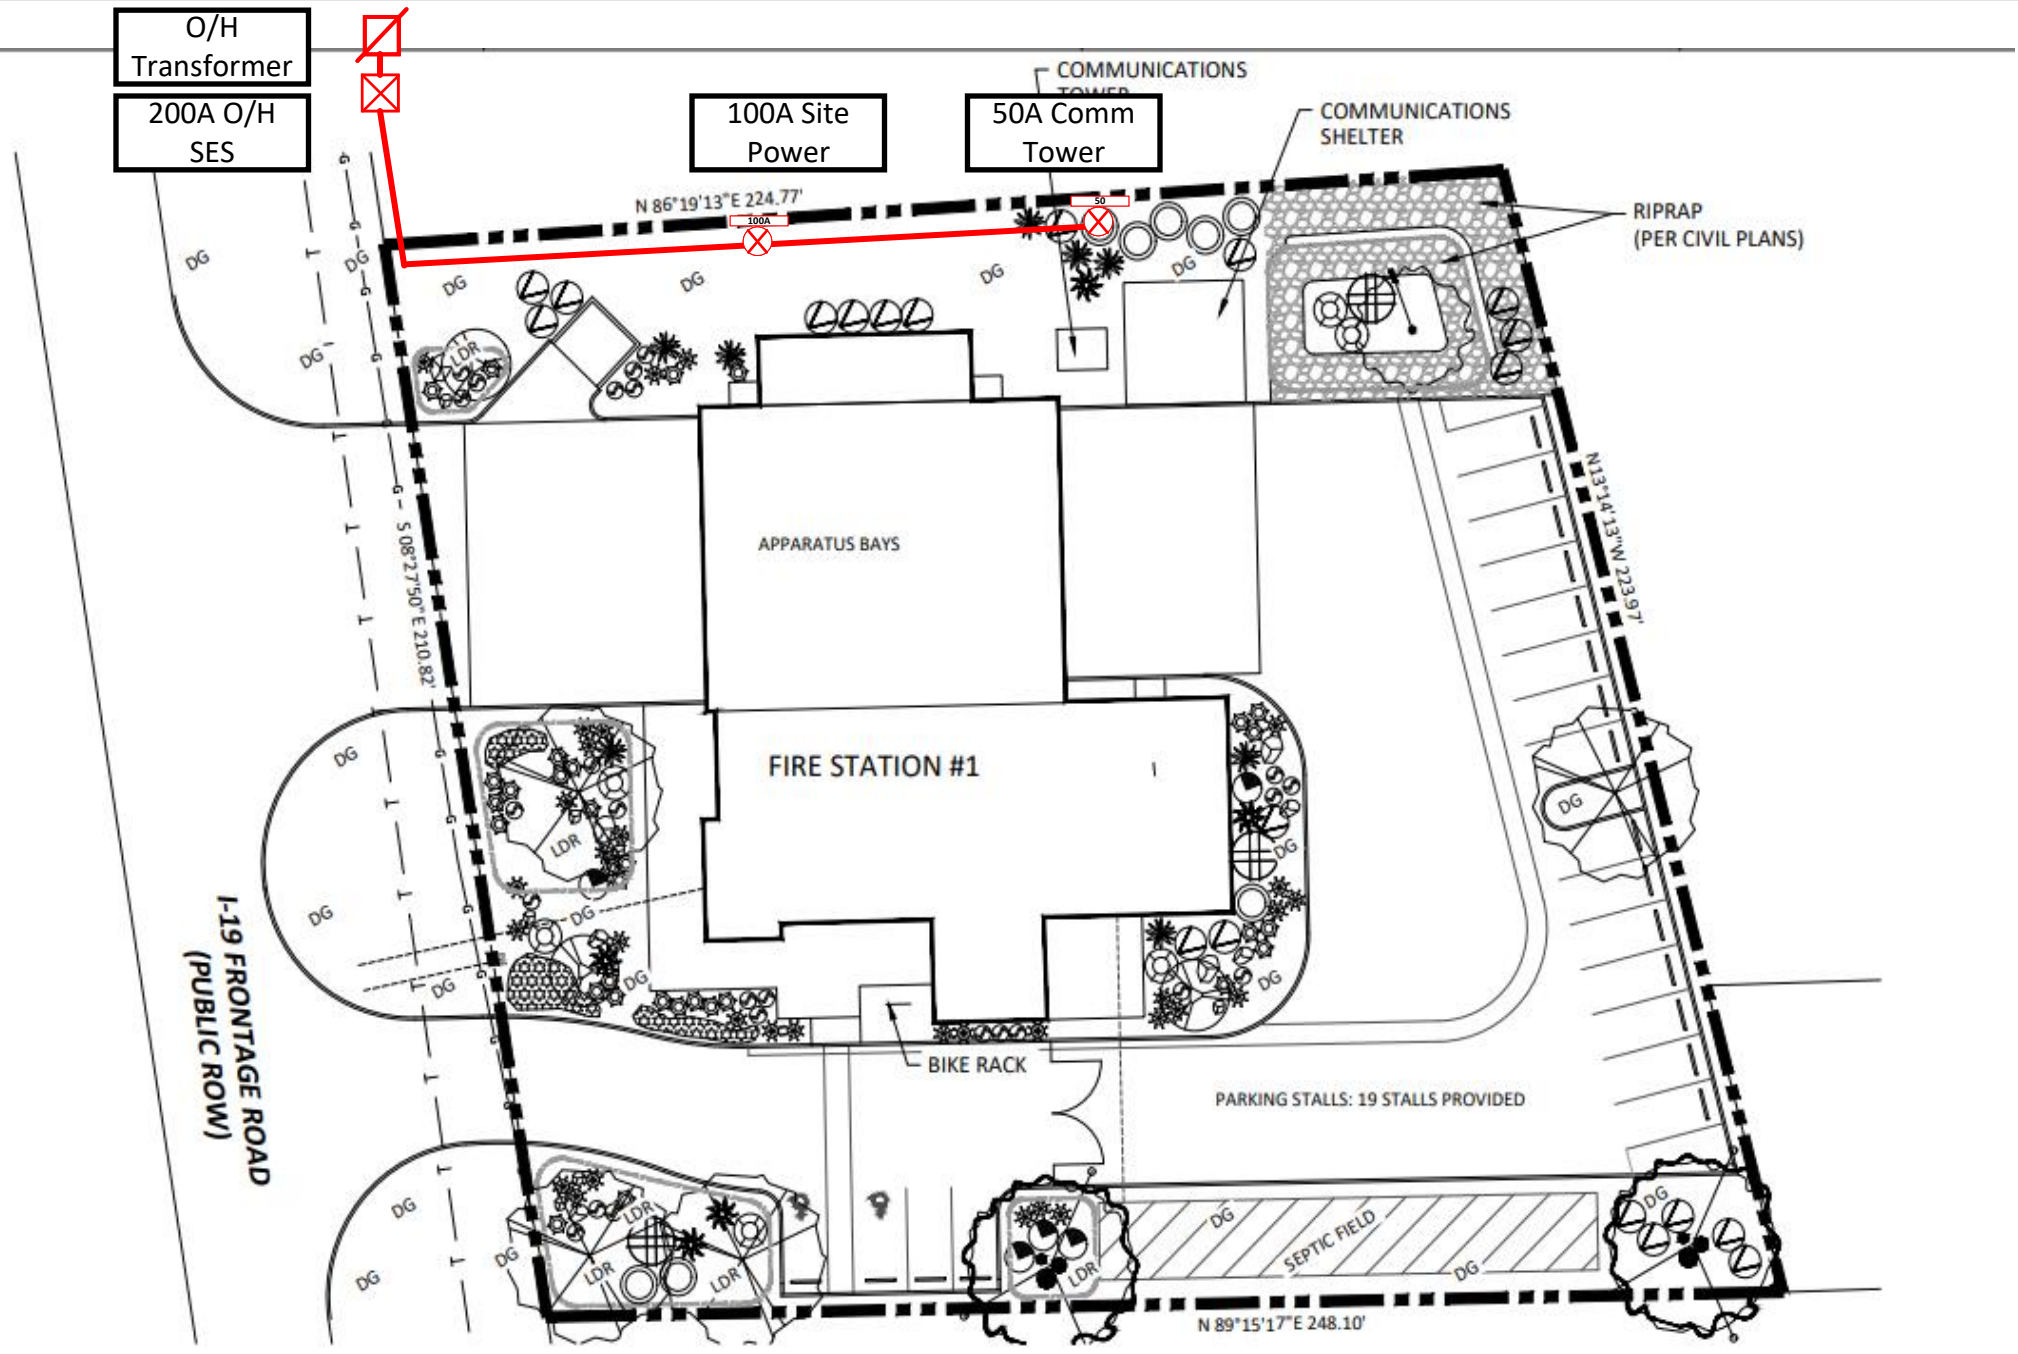 O/H
Transformer
200A O/H
SES
100A Site
Power
50A Comm
Tower
COMMUNICATIONS
TOWER
COMMUNICATIONS
SHELTER
RIPRAP
(PER CIVIL PLANS)
N 86°19'13"E 224.77'
100A
50
DG
DG
DG
DG
DG
DG
DG
LDR
G
G
G
G
G
T
T
T
T
T
S 08°27'50"E 210.82'
N13°14'13"W 223.97'
APPARATUS BAYS
FIRE STATION #1
DG
DG
DG
LDR
DG
DG
DG
DG
DG
I-19 FRONTAGE ROAD
(PUBLIC ROW)
BIKE RACK
PARKING STALLS: 19 STALLS PROVIDED
DG
DG
DG
LDR
LDR
LDR
LDR
DG
SEPTIC FIELD
DG
DG
N 89°15'17"E 248.10'